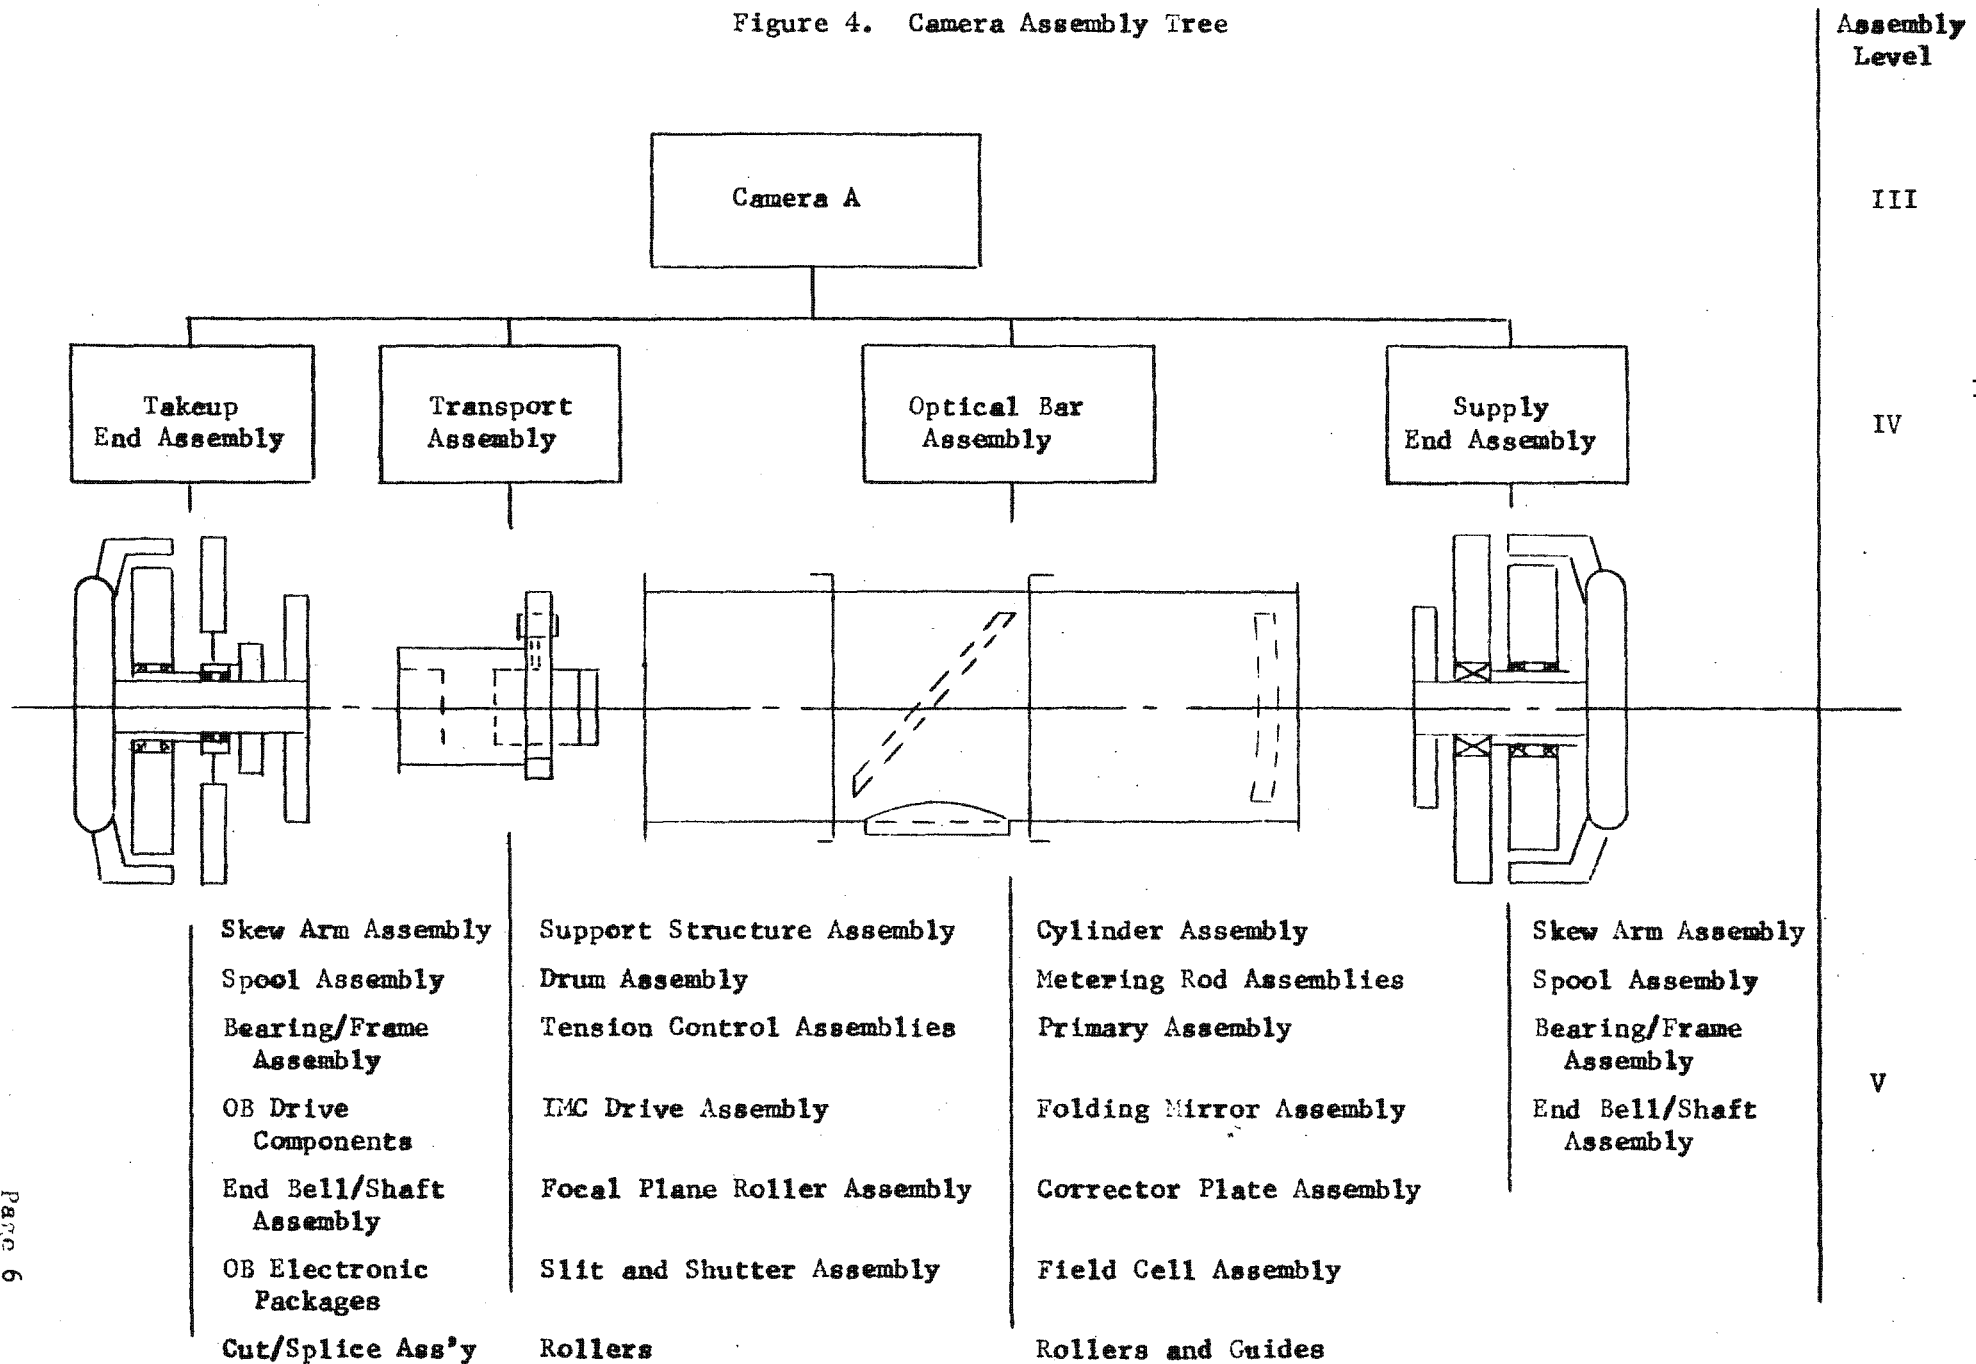 Figure 4. Camera Assembly Tree
Assembly
Level
Camera A
III
Takeup
End Assembly
Transport
Assembly
Optical Bar
Assembly
Supply
End Assembly
IV
Skew Arm Assembly
Spool Assembly
Bearing/Frame
Assembly
OB Drive
Components
End Bell/Shaft
Assembly
OB Electronic
Packages
Cut/Splice Ass'y
Support Structure Assembly
Drum Assembly
Tension Control Assemblies
IMC Drive Assembly
Focal Plane Roller Assembly
Slit and Shutter Assembly
Rollers
Cylinder Assembly
Metering Rod Assemblies
Primary Assembly
Folding Mirror Assembly
Corrector Plate Assembly
Field Cell Assembly
Rollers and Guides
Skew Arm Assembly
Spool Assembly
Bearing/Frame
Assembly
End Bell/Shaft
Assembly
V
Page 6